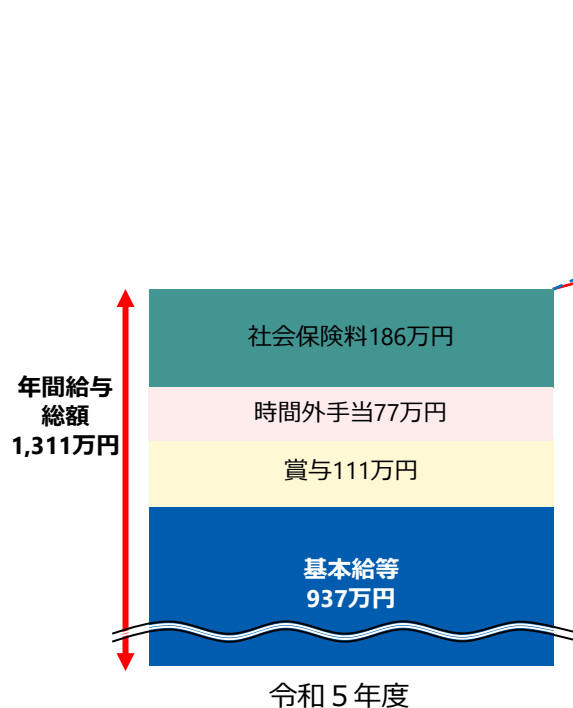 社会保険料186万円
時間外手当77万円
年間給与
総額
1,311万円
賞与111万円
基本給等
937万円
令和５年度